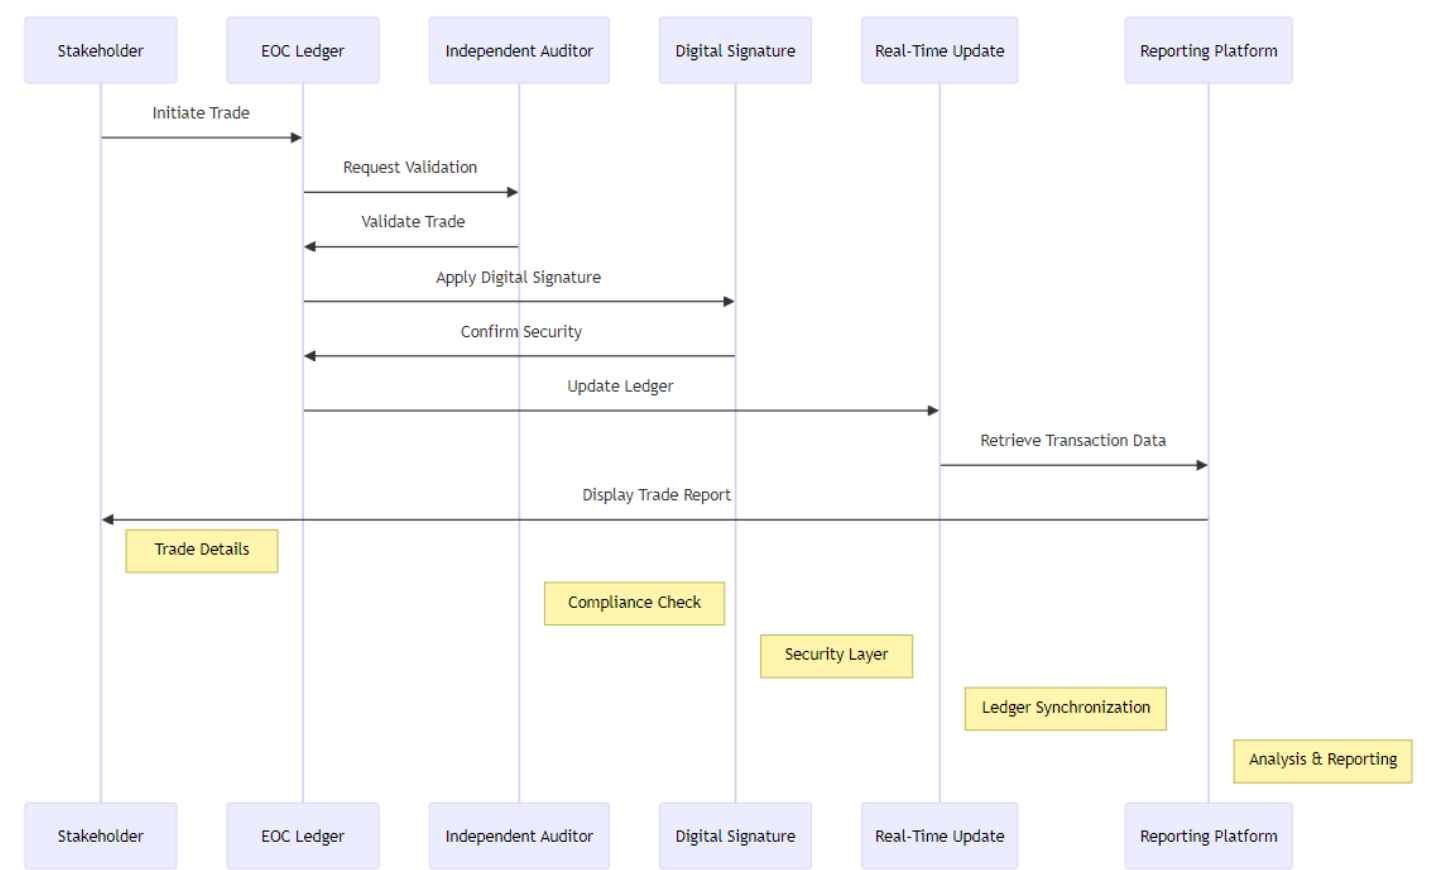 Stakeholder
EOC Ledger
Independent Auditor
Digital Signature
Real-Time Update
Reporting Platform
Initiate Trade
Request Validation
Validate Trade
Apply Digital Signature
Confirm Security
Update Ledger
Retrieve Transaction Data
Display Trade Report
Trade Details
Compliance Check
Security Layer
Ledger Synchronization
Analysis & Reporting
Stakeholder
EOC Ledger
Independent Auditor
Digital Signature
Real-Time Update
Reporting Platform